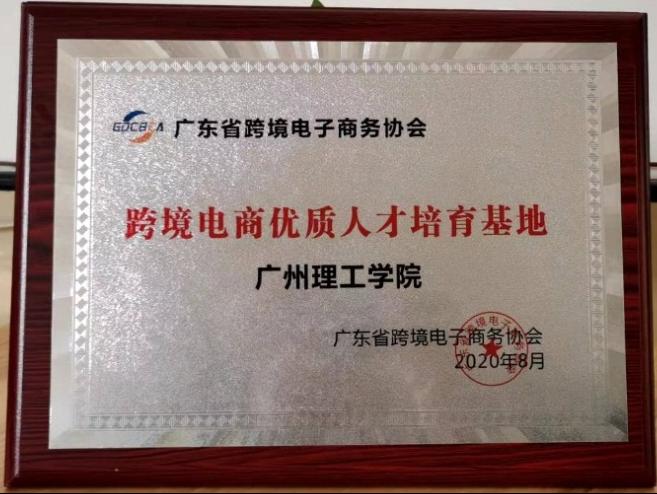 GDCBEA 广东省跨境电子商务协会
跨境电商优质人才培育基地
广州理工学院
广东省跨境电子商务协会
2020年8月